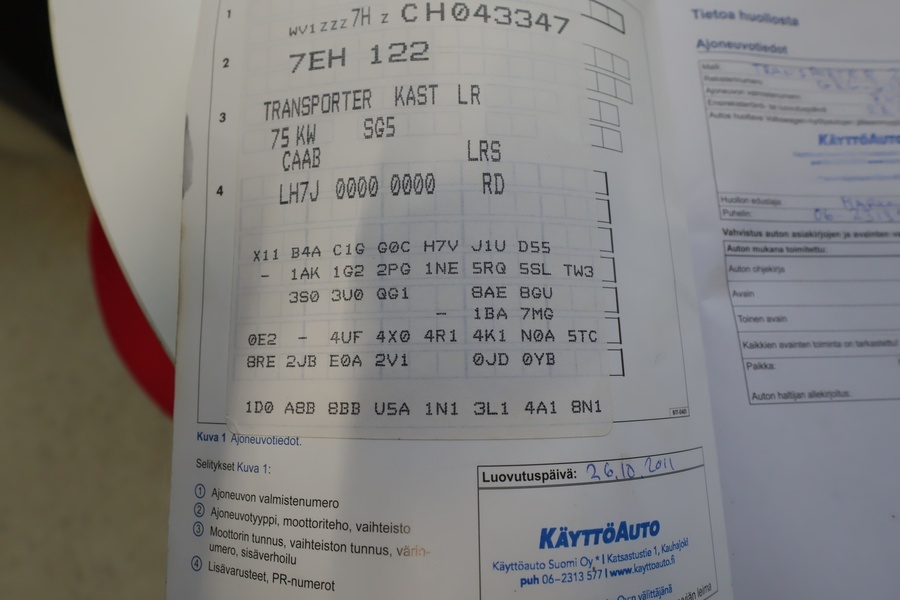 1
WV1ZZZ7H Z CH043347
2
7EH 122
3
TRANSPORTER KAST LR
75 KW SG5
CAAB LRS
4
LH7J 0000 0000 RD
X11 B4A C1G G0C H7V J1U D55
- 1AK 1G2 2PG 1NE 5RQ 5SL TW3
3S0 3U0 QG1 8AE 8GU
- 1BA 7MG
0E2 - 4UF 4X0 4R1 4K1 N0A 5TC
8RE 2JB E0A 2V1 0JD 0YB
1D0 A8B 8BB U5A 1N1 3L1 4A1 8N1
Kuva 1 Ajoneuvotiedot.
Selitykset Kuva 1:
① Ajoneuvon valmistenumero
② Ajoneuvotyyppi, moottoriteho, vaihteisto
③ Moottorin tunnus, vaihteiston tunnus, värin-
umero, sisäverhoilu
④ Lisävarusteet, PR-numerot
Luovutuspäivä: 26.10.2011
KÄYTTÖAUTO
Käyttöauto Suomi Oy | Katsastustie 1, Kauhajoki
puh 06-2313 577 | www.kayttoauto.fi
Tietoa huollosta
Ajoneuvotiedot
Malli:
KÄYTTÖAUTO
Huollon edustaja
Puhelin:
Vahvistus auton asiakirjojen ja avainten
Auton mukana toimitettu:
Auton ohjekirja
Avain
Toinen avain
Kaikkien avainten toiminta on tarkastettu
Paikka:
Auton haltijan allekirjoitus: